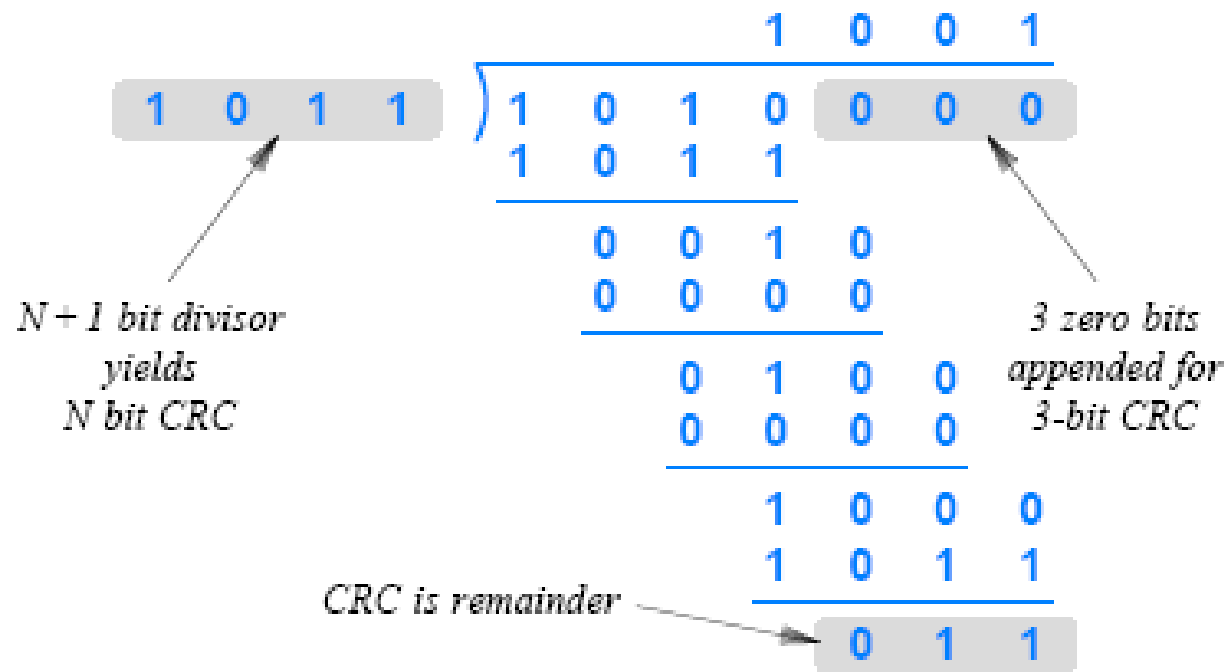 1 0 0 1
1 0 1 1 ) 1 0 1 0 0 0 0
1 0 1 1
0 0 1 0
0 0 0 0
N + 1 bit divisor
yields
N bit CRC
3 zero bits
appended for
3-bit CRC
0 1 0 0
0 0 0 0
1 0 0 0
1 0 1 1
CRC is remainder
0 1 1